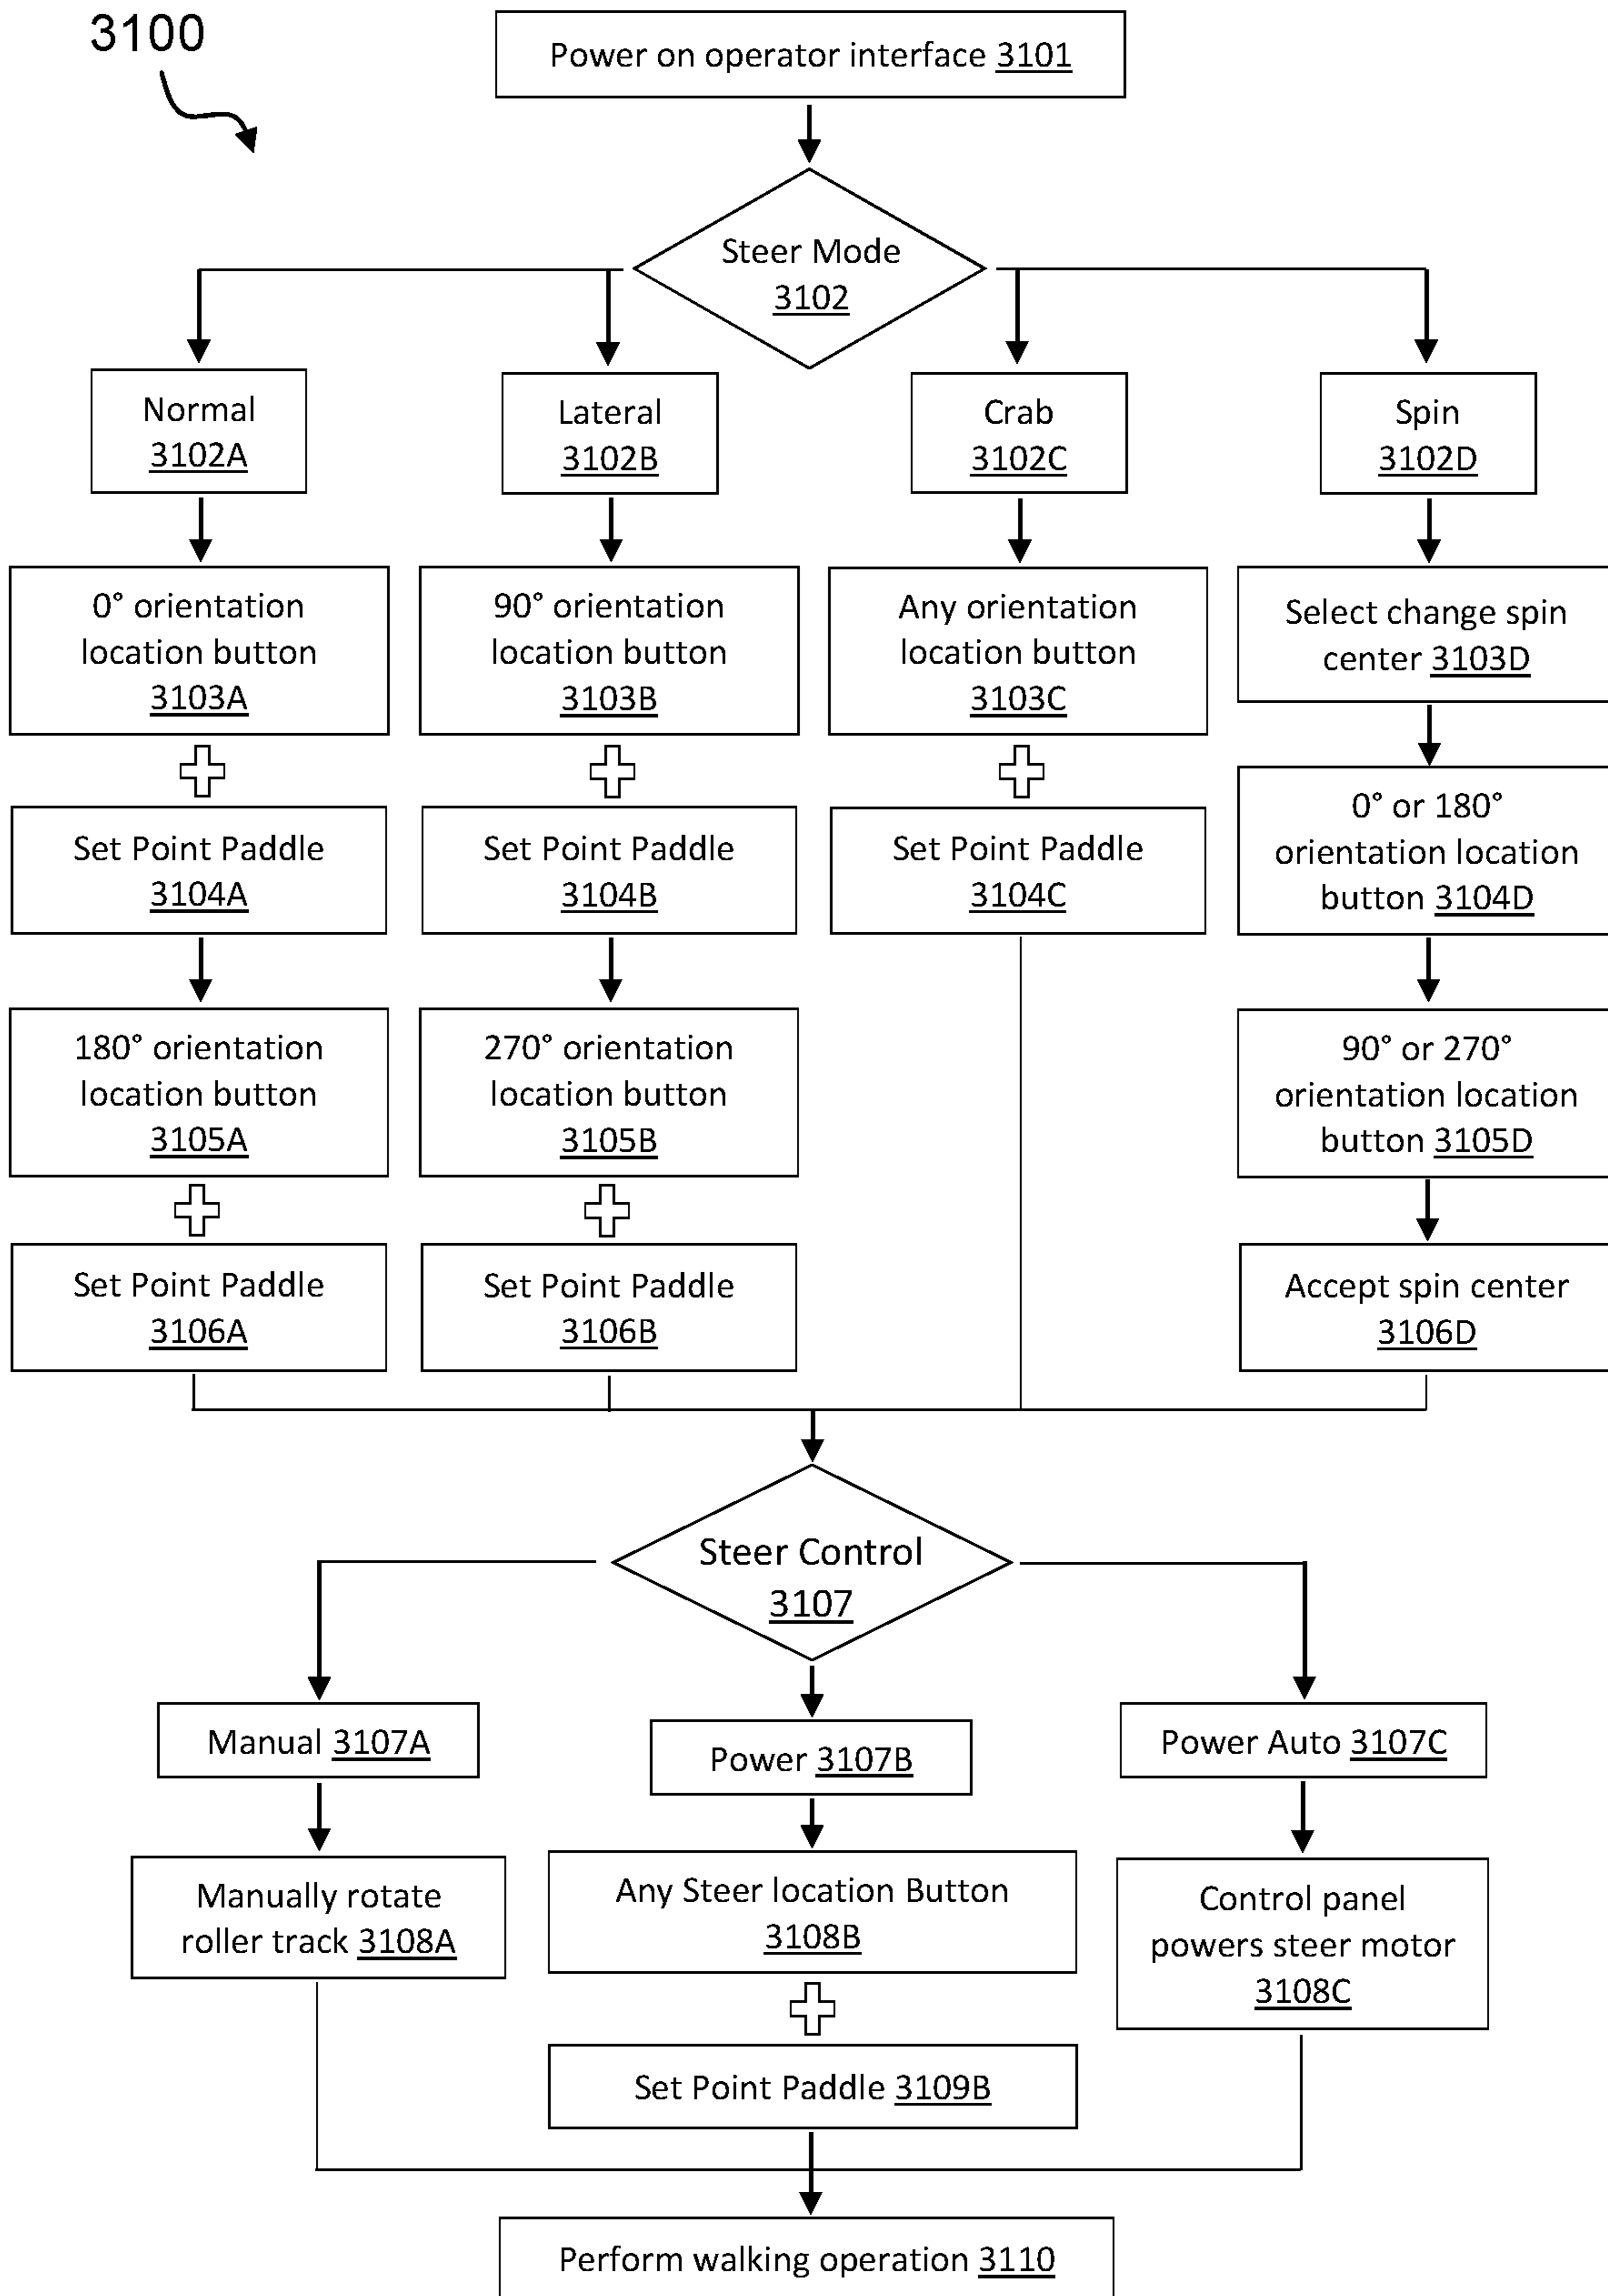 3100
Power on operator interface 3101
Steer Mode
3102
Normal
3102A
Lateral
3102B
Crab
3102C
Spin
3102D
0° orientation
location button
3103A
90° orientation
location button
3103B
Any orientation
location button
3103C
Select change spin
center 3103D
Set Point Paddle
3104A
Set Point Paddle
3104B
Set Point Paddle
3104C
0° or 180°
orientation location
button 3104D
180° orientation
location button
3105A
270° orientation
location button
3105B
90° or 270°
orientation location
button 3105D
Set Point Paddle
3106A
Set Point Paddle
3106B
Accept spin center
3106D
Steer Control
3107
Manual 3107A
Power 3107B
Power Auto 3107C
Manually rotate
roller track 3108A
Any Steer location Button
3108B
Control panel
powers steer motor
3108C
Set Point Paddle 3109B
Perform walking operation 3110